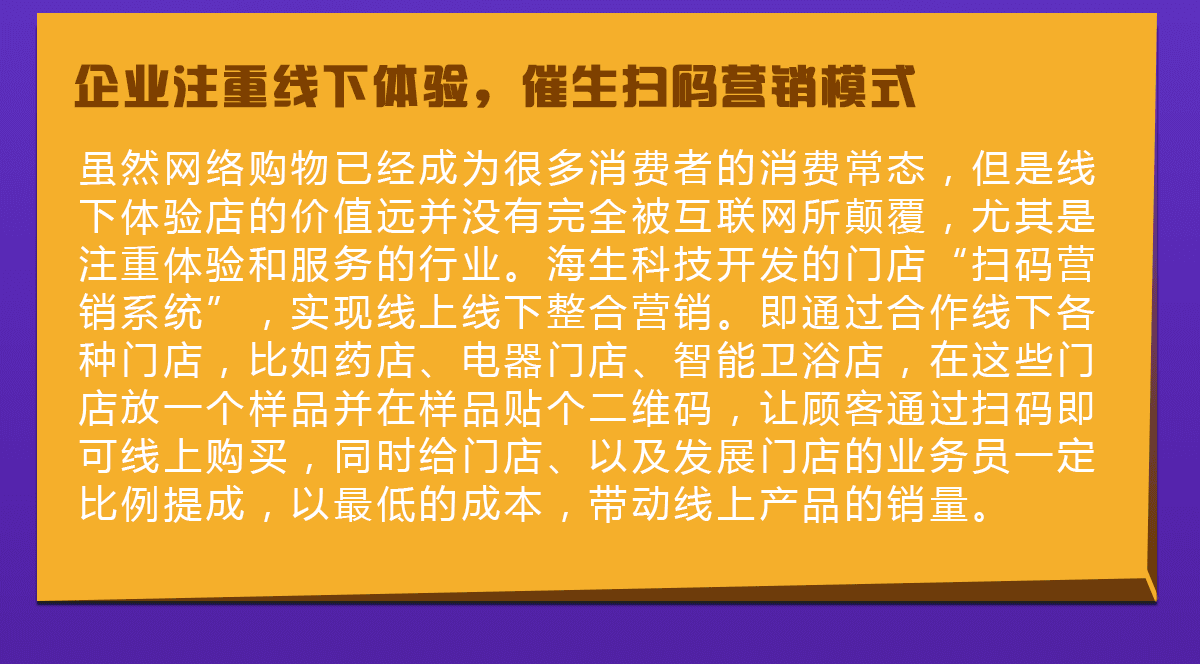 企业注重线下体验，催生扫码营销模式
虽然网络购物已经成为很多消费者的消费常态，但是线
下体验店的价值远并没有完全被互联网所颠覆，尤其是
注重体验和服务的行业。海生科技开发的门店“扫码营
销系统”，实现线上线下整合营销。即通过合作线下各
种门店，比如药店、电器门店、智能卫浴店，在这些门
店放一个样品并在样品贴个二维码，让顾客通过扫码即
可线上购买，同时给门店、以及发展门店的业务员一定
比例提成，以最低的成本，带动线上产品的销量。